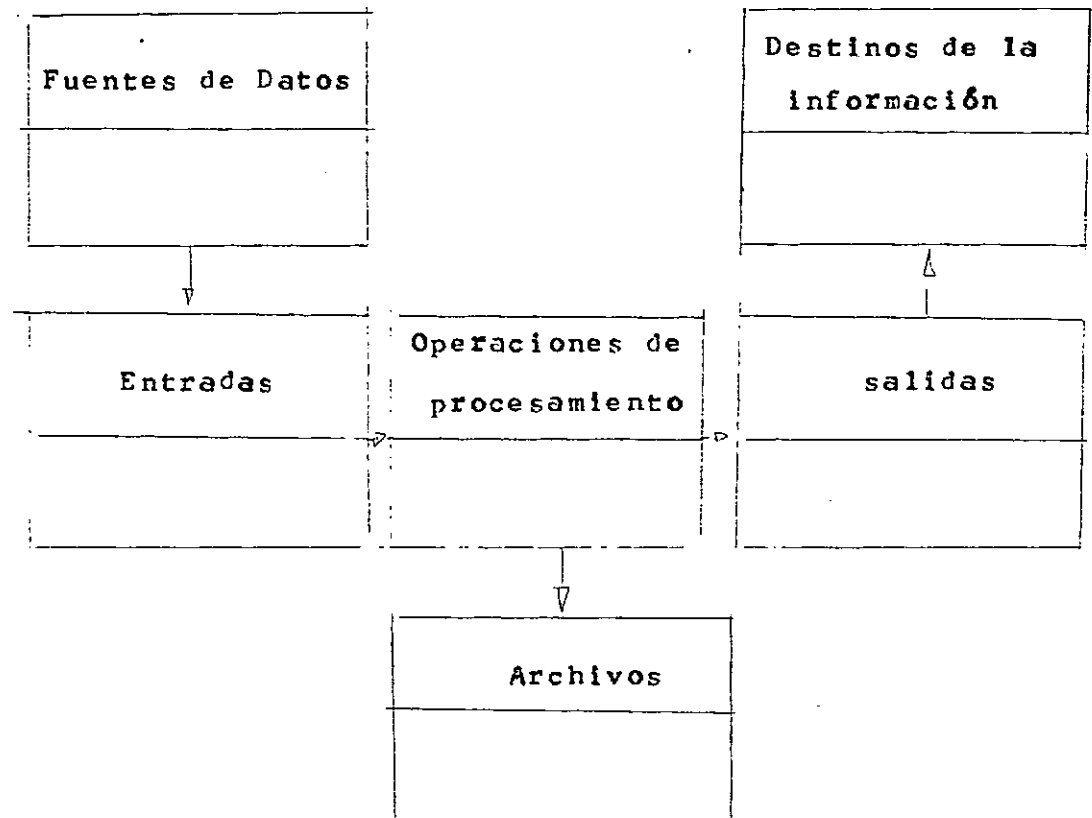 Fuentes de Datos
Destinos de la
información
Entradas
Operaciones de
procesamiento
salidas
Archivos